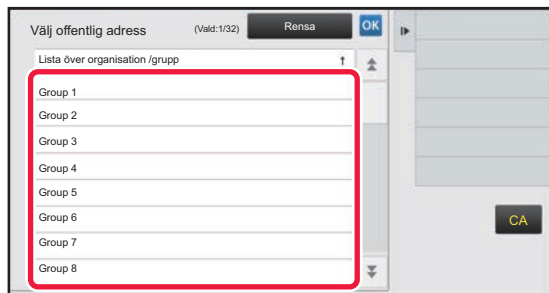 Välj offentlig adress (Vald:1/32) Rensa OK
Lista över organisation /grupp
Group 1
Group 2
Group 3
Group 4
Group 5
Group 6
CA
Group 7
Group 8